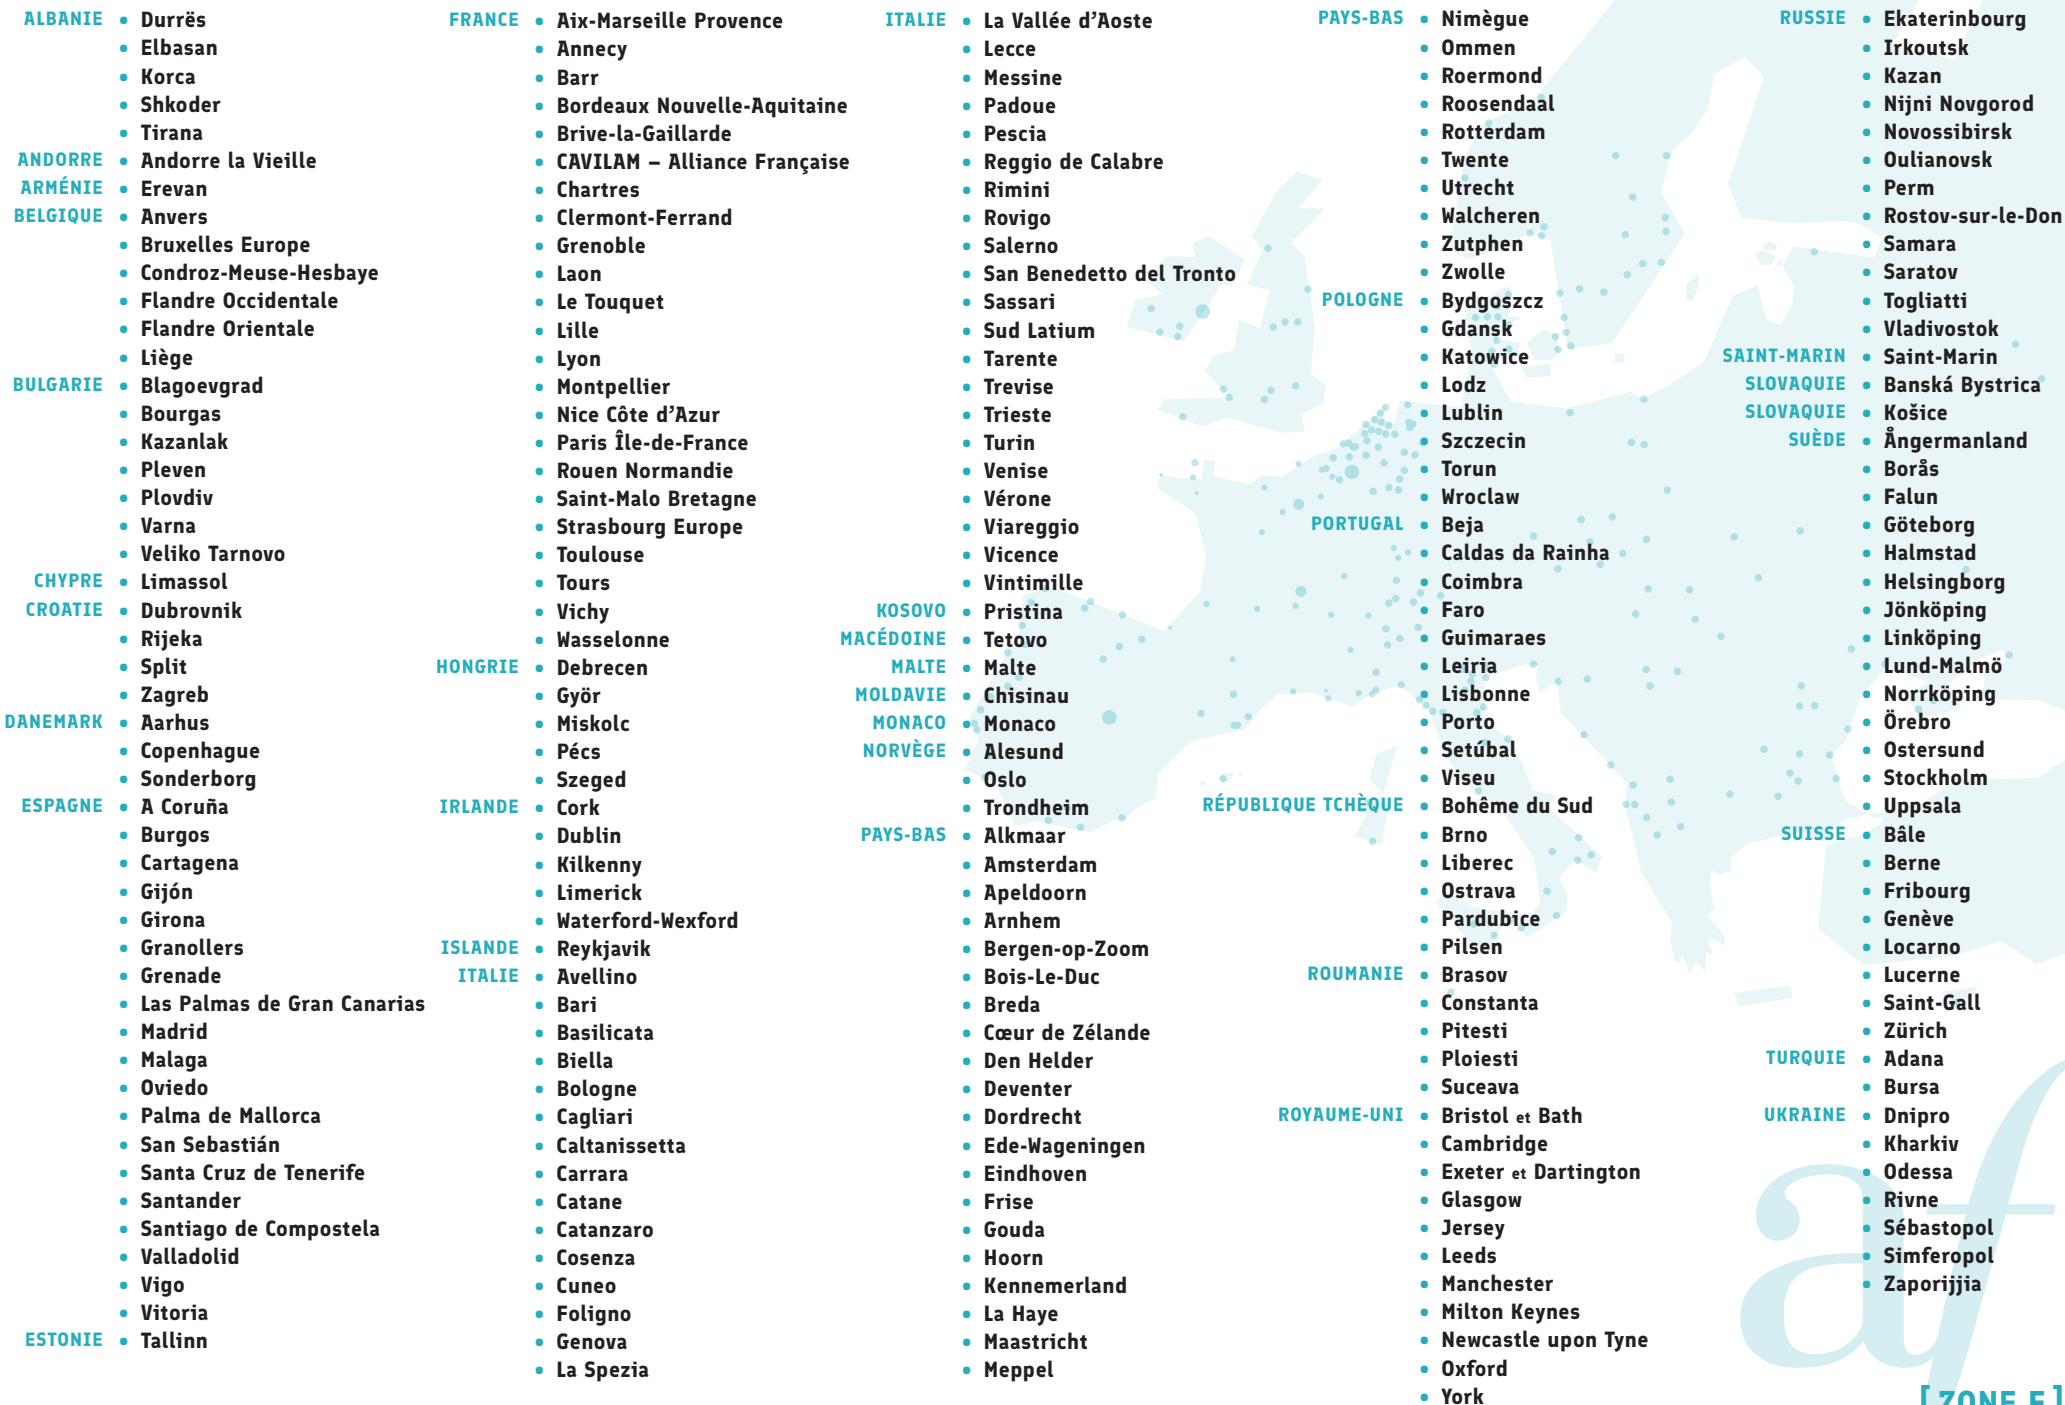 ALBANIE • Durrës
• Elbasan
• Korca
• Shkoder
• Tirana
ANDORRE • Andorre la Vieille
ARMÉNIE • Erevan
BELGIQUE • Anvers
• Bruxelles Europe
• Condroz-Meuse-Hesbaye
• Flandre Occidentale
• Flandre Orientale
• Liège
BULGARIE • Blagoevgrad
• Bourgas
• Kazanlak
• Pleven
• Plovdiv
• Varna
• Veliko Tarnovo
CHYPRE • Limassol
CROATIE • Dubrovnik
• Rijeka
• Split
• Zagreb
DANEMARK • Aarhus
• Copenhague
• Sonderborg
ESPAGNE • A Coruña
• Burgos
• Cartagena
• Gijón
• Girona
• Granollers
• Grenade
• Las Palmas de Gran Canarias
• Madrid
• Malaga
• Oviedo
• Palma de Mallorca
• San Sebastián
• Santa Cruz de Tenerife
• Santander
• Santiago de Compostela
• Valladolid
• Vigo
• Vitoria
ESTONIE • Tallinn
FRANCE • Aix-Marseille Provence
• Annecy
• Barr
• Bordeaux Nouvelle-Aquitaine
• Brive-la-Gaillarde
• CAVILAM – Alliance Française
• Chartres
• Clermont-Ferrand
• Grenoble
• Laon
• Le Touquet
• Lille
• Lyon
• Montpellier
• Nice Côte d’Azur
• Paris Île-de-France
• Rouen Normandie
• Saint-Malo Bretagne
• Strasbourg Europe
• Toulouse
• Tours
• Vichy
• Wasselonne
HONGRIE • Debrecen
• Györ
• Miskolc
• Pécs
• Szeged
IRLANDE • Cork
• Dublin
• Kilkenny
• Limerick
• Waterford-Wexford
ISLANDE • Reykjavik
ITALIE • Avellino
• Bari
• Basilicata
• Biella
• Bologne
• Cagliari
• Caltanissetta
• Carrara
• Catane
• Catanzaro
• Cosenza
• Cuneo
• Foligno
• Genova
• La Spezia
ITALIE • La Vallée d’Aoste
• Lecce
• Messine
• Padoue
• Pescia
• Reggio de Calabre
• Rimini
• Rovigo
• Salerno
• San Benedetto del Tronto
• Sassari
• Sud Latium
• Tarente
• Trevise
• Trieste
• Turin
• Venise
• Vérone
• Viareggio
• Vicence
• Vintimille
KOSOVO • Pristina
MACÉDOINE • Tetovo
MALTE • Malte
MOLDAVIE • Chisinau
MONACO • Monaco
NORVÈGE • Alesund
• Oslo
• Trondheim
PAYS-BAS • Alkmaar
• Amsterdam
• Apeldoorn
• Arnhem
• Bergen-op-Zoom
• Bois-Le-Duc
• Breda
• Cœur de Zélande
• Den Helder
• Deventer
• Dordrecht
• Ede-Wageningen
• Eindhoven
• Frise
• Gouda
• Hoorn
• Kennemerland
• La Haye
• Maastricht
• Meppel
PAYS-BAS • Nimègue
• Ommen
• Roermond
• Roosendaal
• Rotterdam
• Twente
• Utrecht
• Walcheren
• Zutphen
• Zwolle
POLOGNE • Bydgoszcz
• Gdansk
• Katowice
• Lodz
• Lublin
• Szczecin
• Torun
• Wroclaw
PORTUGAL • Beja
• Caldas da Rainha
• Coimbra
• Faro
• Guimaraes
• Leiria
• Lisbonne
• Porto
• Setúbal
• Viseu
RÉPUBLIQUE TCHÈQUE • Bohême du Sud
• Brno
• Liberec
• Ostrava
• Pardubice
• Pilsen
ROUMANIE • Brasov
• Constanta
• Pitesti
• Ploiesti
• Suceava
ROYAUME-UNI • Bristol et Bath
• Cambridge
• Exeter et Dartington
• Glasgow
• Jersey
• Leeds
• Manchester
• Milton Keynes
• Newcastle upon Tyne
• Oxford
• York
RUSSIE • Ekaterinbourg
• Irkoutsk
• Kazan
• Nijni Novgorod
• Novossibirsk
• Oulianovsk
• Perm
• Rostov-sur-le-Don
• Samara
• Saratov
• Togliatti
• Vladivostok
SAINT-MARIN • Saint-Marin
SLOVAQUIE • Banská Bystrica
SLOVAQUIE • Košice
SUÈDE • Ångermanland
• Borås
• Falun
• Göteborg
• Halmstad
• Helsingborg
• Jönköping
• Linköping
• Lund-Malmö
• Norrköping
• Örebro
• Ostersund
• Stockholm
• Uppsala
SUISSE • Bâle
• Berne
• Fribourg
• Genève
• Locarno
• Lucerne
• Saint-Gall
• Zürich
TURQUIE • Adana
• Bursa
UKRAINE • Dnipro
• Kharkiv
• Odessa
• Rivne
• Sébastopol
• Simferopol
• Zaporijjia
af
[ ZONE